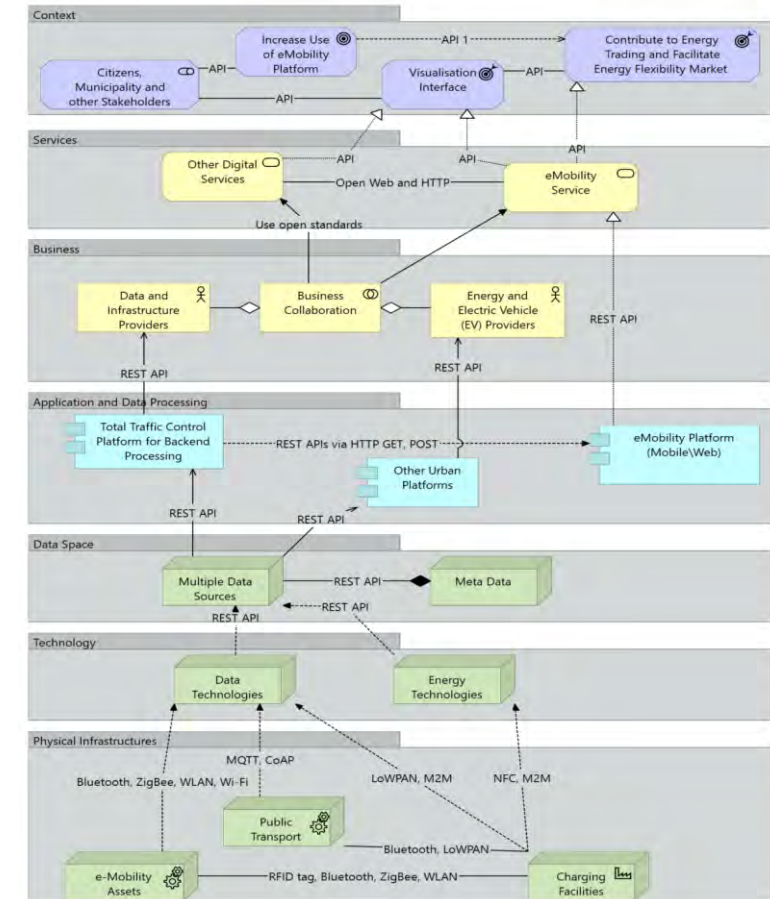 Context
Increase Use
of eMobility
Platform
API 1
Contribute to Energy
Trading and Facilitate
Energy Flexibility Market
Citizens,
Municipality and
other Stakeholders
API
Visualisation
Interface
API
API
Services
API
API
API
Other Digital
Services
Open Web and HTTP
eMobility
Service
Use open standards
Business
Data and
Infrastructure
Providers
Business
Collaboration
Energy and
Electric Vehicle
(EV) Providers
REST API
REST API
REST API
Application and Data Processing
Total Traffic Control
Platform for Backend
Processing
REST APIs via HTTP GET, POST
eMobility Platform
(Mobile\Web)
Other Urban
Platforms
REST API
REST API
Data Space
Multiple Data
Sources
REST API
Meta Data
REST API
REST API
Technology
Data
Technologies
Energy
Technologies
Physical Infrastructures
MQTT, CoAP
Bluetooth, ZigBee, WLAN, Wi-Fi
LoWPAN, M2M
NFC, M2M
Public
Transport
Bluetooth, LoWPAN
e-Mobility
Assets
RFID tag, Bluetooth, ZigBee, WLAN
Charging
Facilities